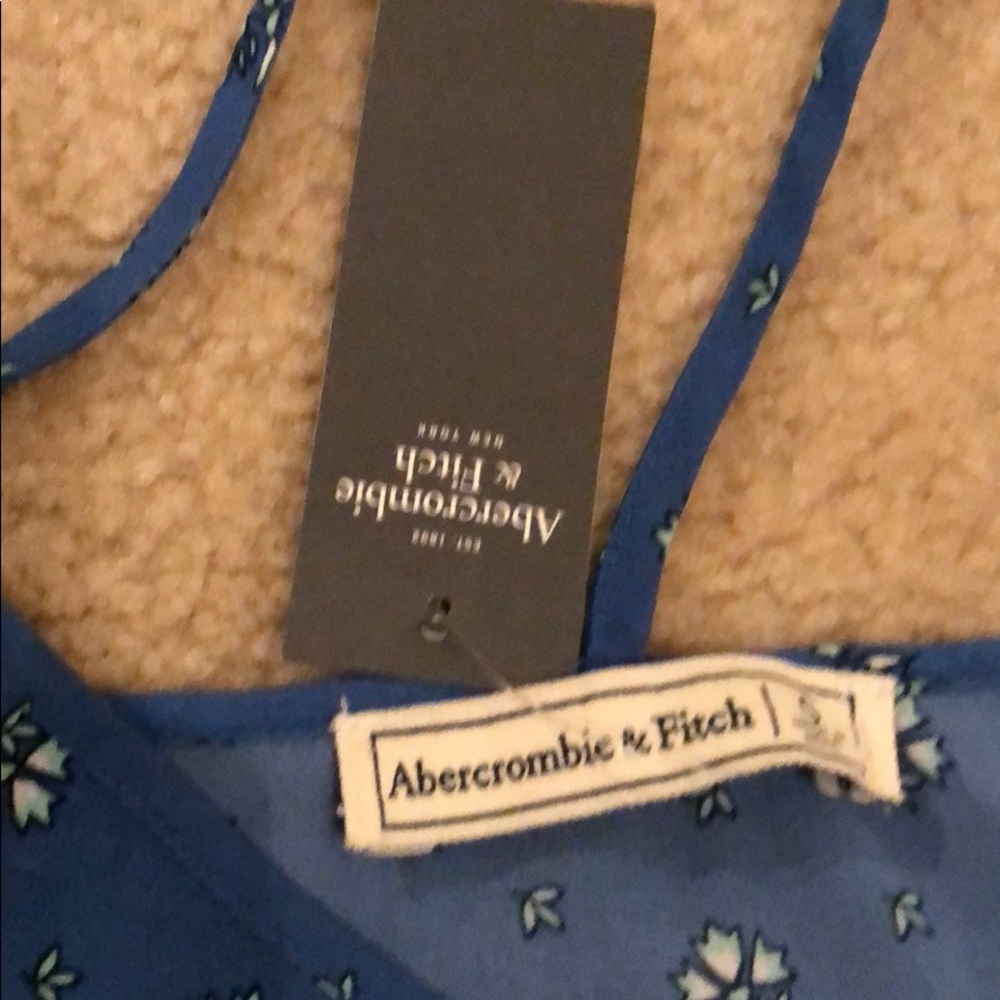 EST. 1892
Abercrombie
& Fitch
NEW YORK
Abercrombie & Fitch | S